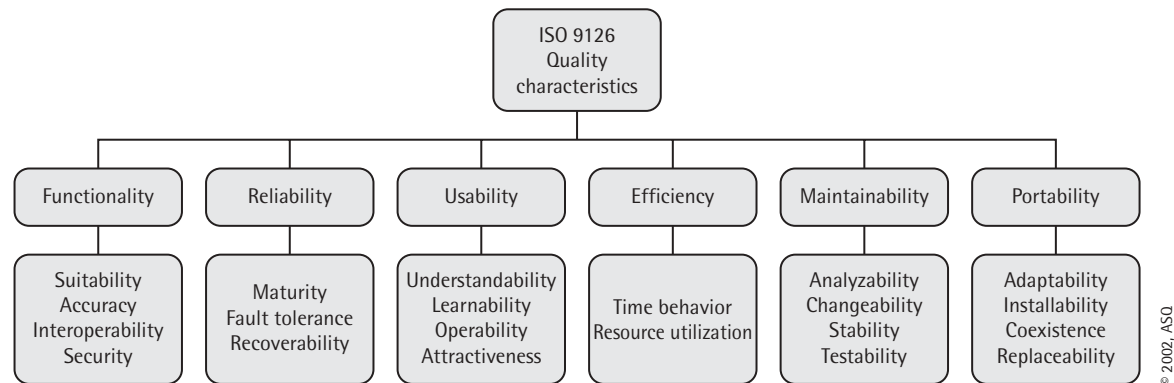 ISO 9126
Quality
characteristics
Functionality
Reliability
Usability
Efficiency
Maintainability
Portability
Suitability
Accuracy
Interoperability
Security
Maturity
Fault tolerance
Recoverability
Understandability
Learnability
Operability
Attractiveness
Time behavior
Resource utilization
Analyzability
Changeability
Stability
Testability
Adaptability
Installability
Coexistence
Replaceability
© 2002, ASQ